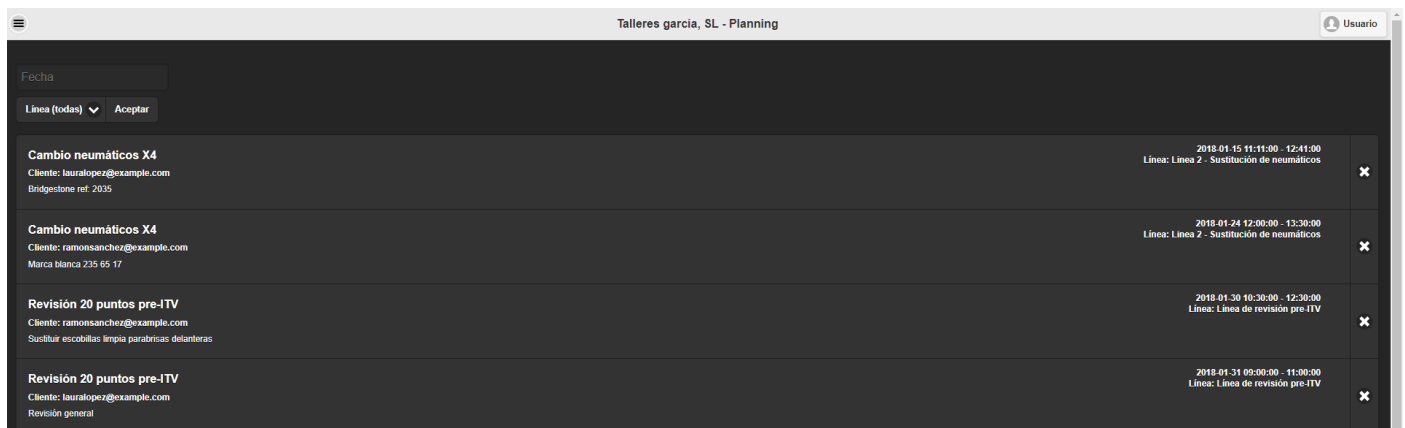 Talleres garcía, SL - Planning
Usuario
Fecha
Línea (todas)
Aceptar
Cambio neumáticos X4
Cliente: lauralopez@example.com
Bridgestone ref: 2035
2018-01-15 11:11:00 - 12:41:00
Línea: Linea 2 - Sustitución de neumáticos
Cambio neumáticos X4
Cliente: ramonsanchez@example.com
Marca blanca 235 65 17
2018-01-24 12:00:00 - 13:30:00
Línea: Linea 2 - Sustitución de neumáticos
Revisión 20 puntos pre-ITV
Cliente: ramonsanchez@example.com
Sustituir escobillas limpia parabrisas delanteras
2018-01-30 10:30:00 - 12:30:00
Línea: Línea de revisión pre-ITV
Revisión 20 puntos pre-ITV
Cliente: lauralopez@example.com
Revisión general
2018-01-31 09:00:00 - 11:00:00
Línea: Línea de revisión pre-ITV